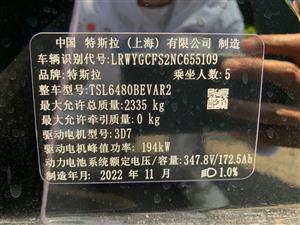 中国 特斯拉（上海）有限公司 制造
车辆识别代号:LRWYGCFS2NC655109
品牌:特斯拉 乘坐人数:5
整车型号:TSL6480BEVAR2
最大允许总质量:2335 kg
最大允许牵引质量:0 kg
驱动电机型号:3D7
驱动电机峰值功率:194kW
动力电池系统额定电压/容量:347.8V/172.5Ah
制造年月:2022 年 11 月 1.0%